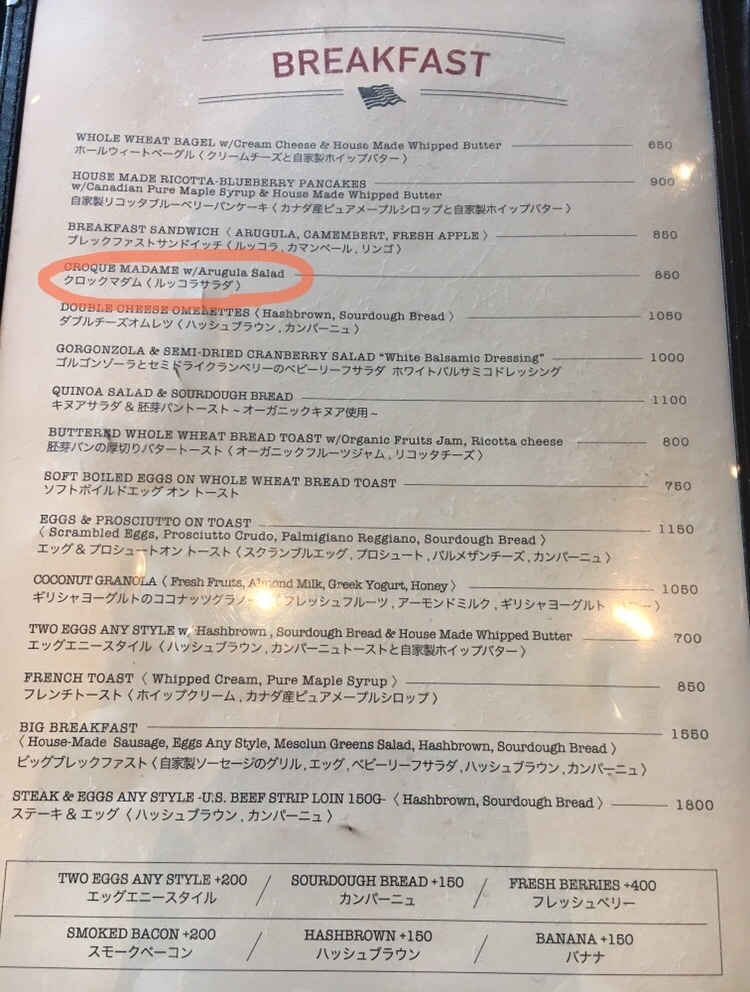 BREAKFAST
WHOLE WHEAT BAGEL w/Cream Cheese & House Made Whipped Butter 650
ホールウィートベーグル〈クリームチーズと自家製ホイップバター〉
HOUSE MADE RICOTTA-BLUEBERRY PANCAKES 900
w/Canadian Pure Maple Syrup & House Made Whipped Butter
自家製リコッタブルーベリーパンケーキ〈カナダ産ピュアメープルシロップと自家製ホイップバター〉
BREAKFAST SANDWICH〈ARUGULA, CAMEMBERT, FRESH APPLE〉 850
ブレックファストサンドイッチ〈ルッコラ, カマンベール, リンゴ〉
CROQUE MADAME w/Arugula Salad 850
クロックマダム〈ルッコラサラダ〉
DOUBLE CHEESE OMELETTES〈Hashbrown, Sourdough Bread〉 1050
ダブルチーズオムレツ〈ハッシュブラウン, カンパーニュ〉
GORGONZOLA & SEMI-DRIED CRANBERRY SALAD "White Balsamic Dressing" 1000
ゴルゴンゾーラとセミドライクランベリーのベビーリーフサラダ ホワイトバルサミコドレッシング
QUINOA SALAD & SOURDOUGH BREAD 1100
キヌアサラダ & 胚芽パントースト ~ オーガニックキヌア使用 ~
BUTTERND WHOLE WHEAT BREAD TOAST w/Organic Fruits Jam, Ricotta cheese 800
胚芽パンの厚切りバタートースト〈オーガニックフルーツジャム, リコッタチーズ〉
SOFT BOILED EGGS ON WHOLE WHEAT BREAD TOAST 750
ソフトボイルドエッグ オン トースト
EGGS & PROSCIUTTO ON TOAST 1150
〈Scrambled Eggs, Prosciutto Crudo, Palmigiano Reggiano, Sourdough Bread〉
エッグ & プロシュートオン トースト〈スクランブルエッグ, プロシュート, パルメザンチーズ, カンパーニュ〉
COCONUT GRANOLA〈Fresh Fruits, Almond Milk, Greek Yogurt, Honey〉 1050
ギリシャヨーグルトのココナッツグラノーラ〈フレッシュフルーツ, アーモンドミルク, ギリシャヨーグルト ハニー〉
TWO EGGS ANY STYLE w/ Hashbrown, Sourdough Bread & House Made Whipped Butter 700
エッグエニースタイル〈ハッシュブラウン, カンパーニュトーストと自家製ホイップバター〉
FRENCH TOAST〈Whipped Cream, Pure Maple Syrup〉 850
フレンチトースト〈ホイップクリーム, カナダ産ピュアメープルシロップ〉
BIG BREAKFAST 1550
〈House-Made Sausage, Eggs Any Style, Mesclun Greens Salad, Hashbrown, Sourdough Bread〉
ビッグブレックファスト〈自家製ソーセージのグリル, エッグ, ベビーリーフサラダ, ハッシュブラウン, カンパーニュ〉
STEAK & EGGS ANY STYLE -U.S. BEEF STRIP LOIN 150G-〈Hashbrown, Sourdough Bread〉 1800
ステーキ & エッグ〈ハッシュブラウン, カンパーニュ〉
TWO EGGS ANY STYLE +200 / SOURDOUGH BREAD +150 / FRESH BERRIES +400
エッグエニースタイル カンパーニュ フレッシュベリー
SMOKED BACON +200 / HASHBROWN +150 / BANANA +150
スモークベーコン ハッシュブラウン バナナ